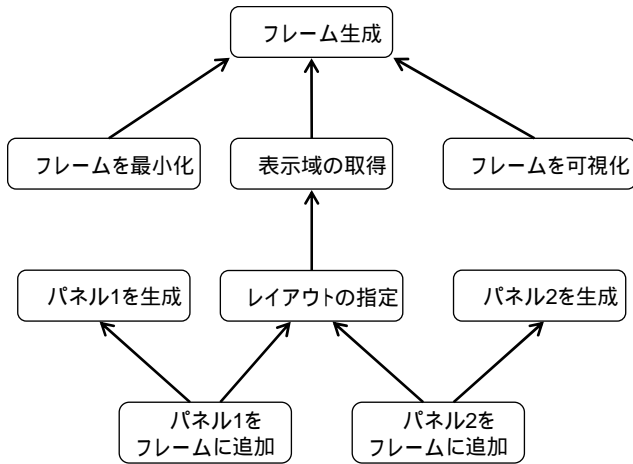 フレーム生成
フレームを最小化
表示域の取得
フレームを可視化
パネル1を生成
レイアウトの指定
パネル2を生成
パネル1を
フレームに追加
パネル2を
フレームに追加